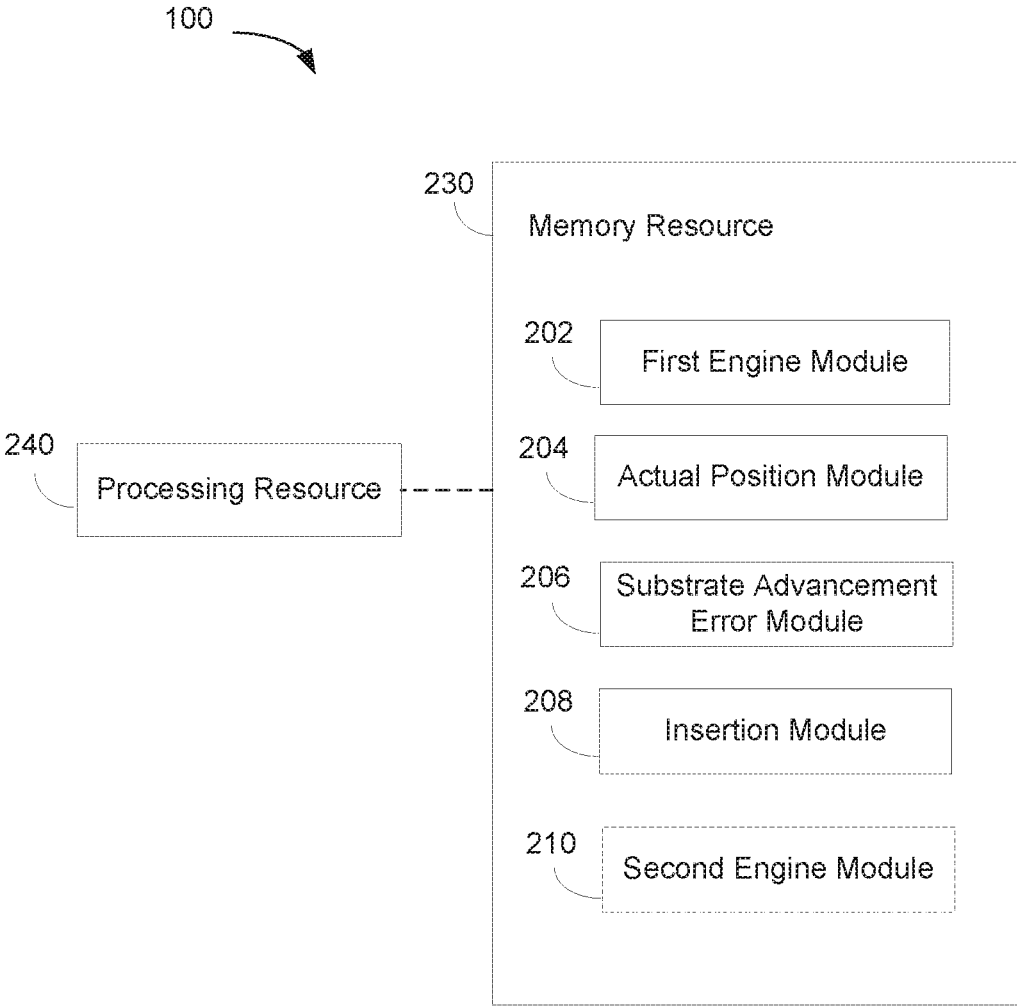 100
230
Memory Resource
202
First Engine Module
240
Processing Resource
204
Actual Position Module
206
Substrate Advancement
Error Module
208
Insertion Module
210
Second Engine Module